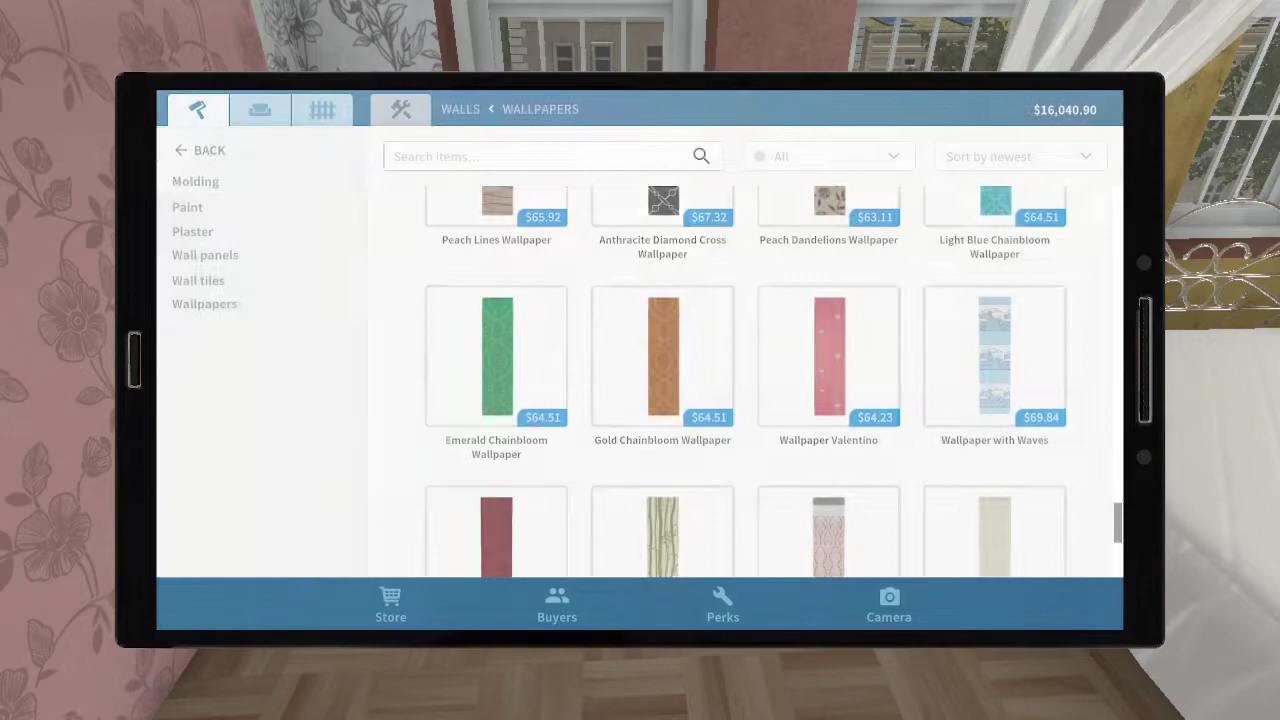 WALLS < WALLPAPERS
$16,040.90
← BACK
Search items...
All
Sort by newest
Molding
Paint
Plaster
Wall panels
Wall tiles
Wallpapers
$65.92
$67.32
$63.11
$64.51
Peach Lines Wallpaper
Anthracite Diamond Cross
Wallpaper
Peach Dandelions Wallpaper
Light Blue Chainbloom
Wallpaper
$64.51
$64.51
$64.23
$69.84
Emerald Chainbloom
Wallpaper
Gold Chainbloom Wallpaper
Wallpaper Valentino
Wallpaper with Waves
Store
Buyers
Perks
Camera